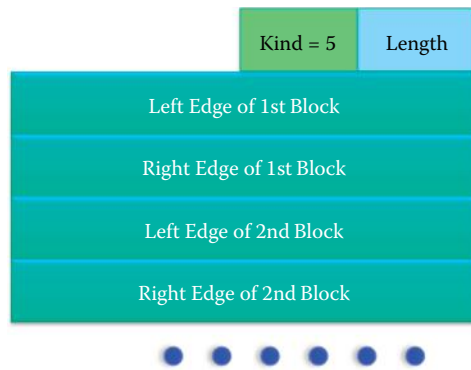 Kind = 5 Length
Left Edge of 1st Block
Right Edge of 1st Block
Left Edge of 2nd Block
Right Edge of 2nd Block